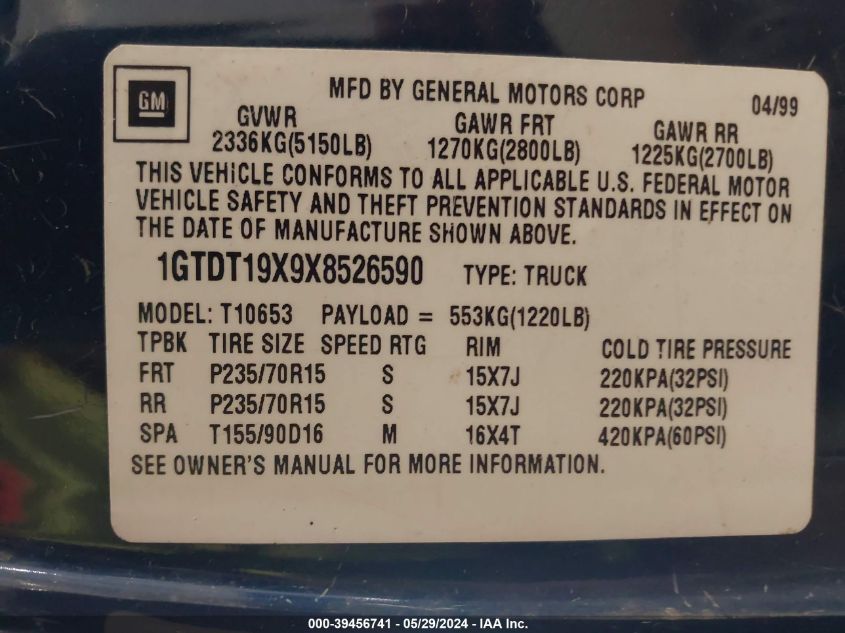 GM
MFD BY GENERAL MOTORS CORP 04/99
GVWR GAWR FRT GAWR RR
2336KG(5150LB) 1270KG(2800LB) 1225KG(2700LB)
THIS VEHICLE CONFORMS TO ALL APPLICABLE U.S. FEDERAL MOTOR
VEHICLE SAFETY AND THEFT PREVENTION STANDARDS IN EFFECT ON
THE DATE OF MANUFACTURE SHOWN ABOVE.
1GTDT19X9X8526590 TYPE: TRUCK
MODEL: T10653 PAYLOAD = 553KG(1220LB)
TPBK TIRE SIZE SPEED RTG RIM COLD TIRE PRESSURE
FRT P235/70R15 S 15X7J 220KPA(32PSI)
RR P235/70R15 S 15X7J 220KPA(32PSI)
SPA T155/90D16 M 16X4T 420KPA(60PSI)
SEE OWNER'S MANUAL FOR MORE INFORMATION.
000-39456741 / 05/29/2024 - IAA Inc.